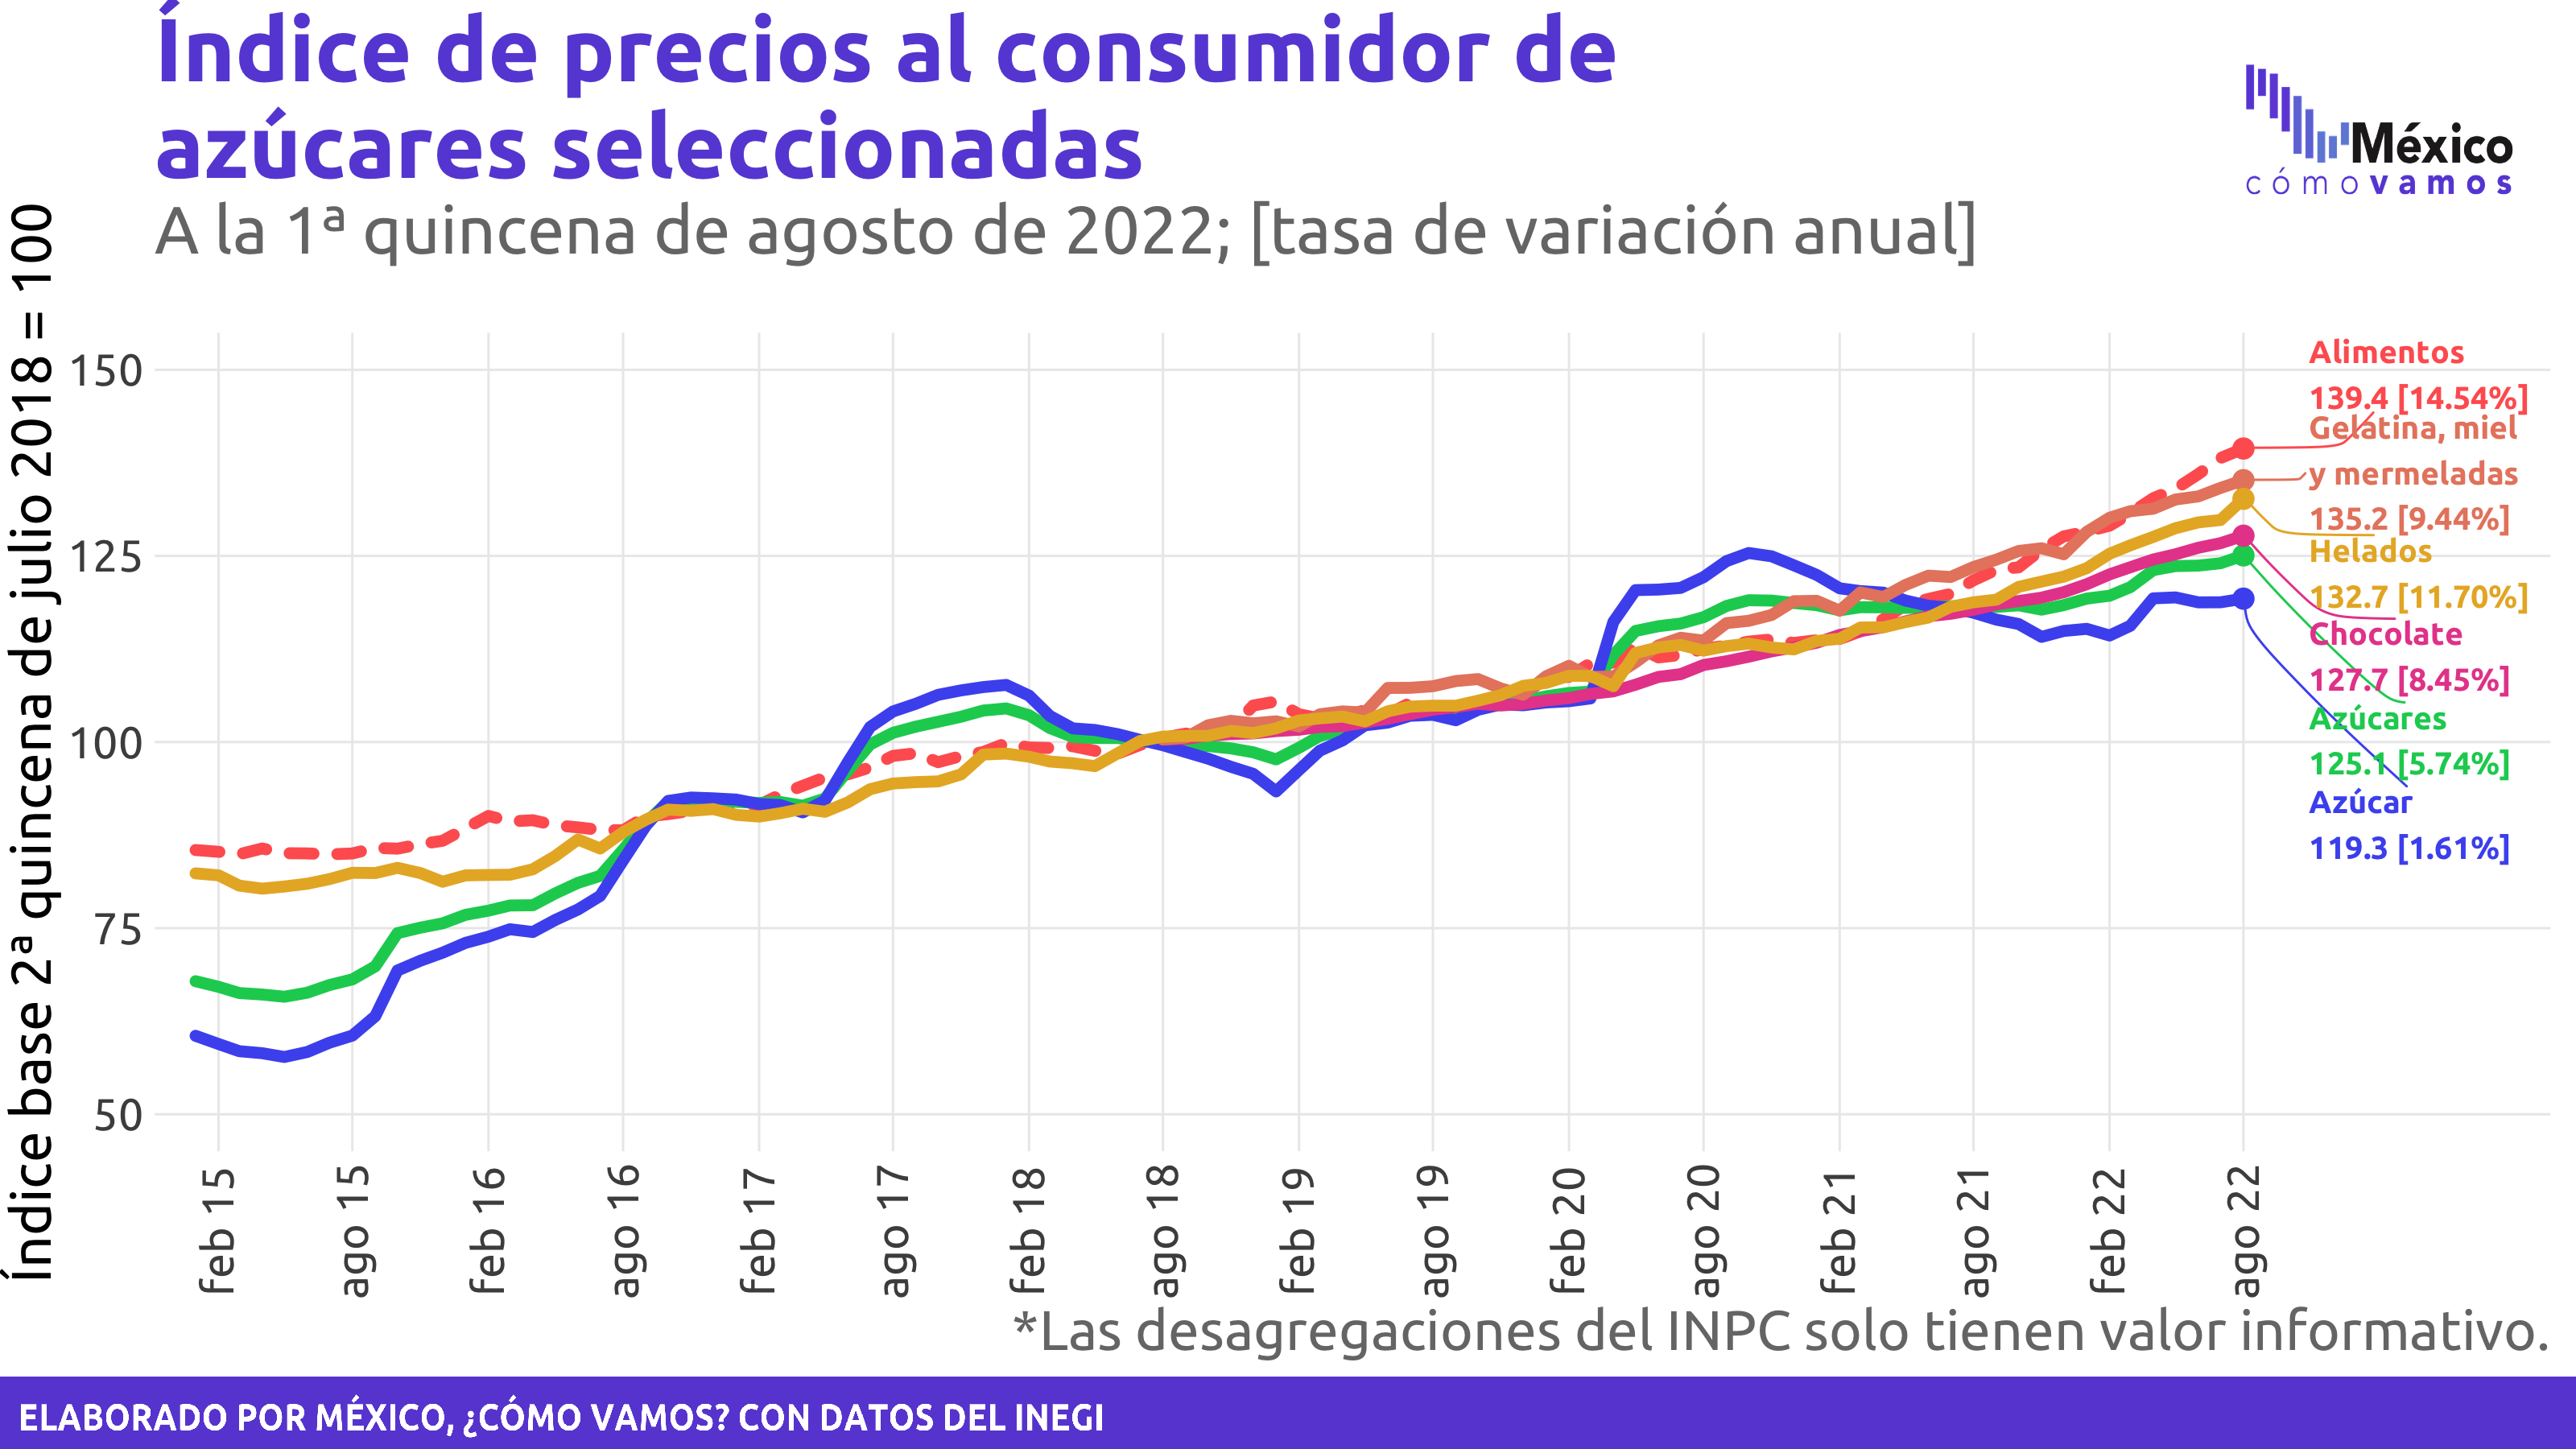 Índice de precios al consumidor de
azúcares seleccionadas
A la 1ª quincena de agosto de 2022; [tasa de variación anual]
México
cómo vamos
Índice base 2ª quincena de julio 2018 = 100
150
125
100
75
50
Alimentos
139.4 [14.54%]
Gelatina, miel
y mermeladas
135.2 [9.44%]
Helados
132.7 [11.70%]
Chocolate
127.7 [8.45%]
Azúcares
125.1 [5.74%]
Azúcar
119.3 [1.61%]
feb 15
ago 15
feb 16
ago 16
feb 17
ago 17
feb 18
ago 18
feb 19
ago 19
feb 20
ago 20
feb 21
ago 21
feb 22
ago 22
*Las desagregaciones del INPC solo tienen valor informativo.
ELABORADO POR MÉXICO, ¿CÓMO VAMOS? CON DATOS DEL INEGI